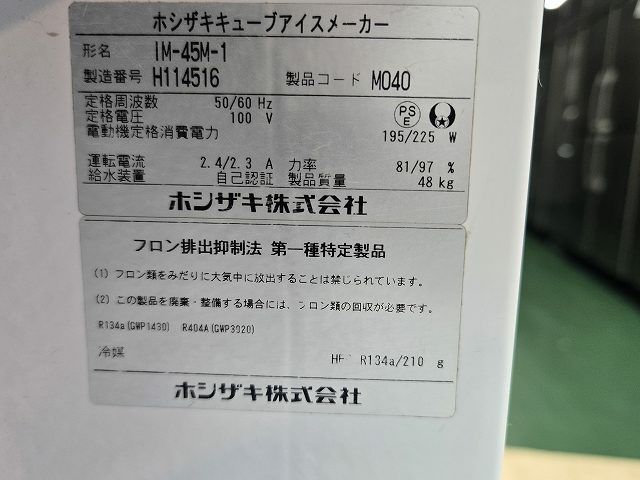 ホシザキキューブアイスメーカー
形名 IM-45M-1
製造番号 H114516 製品コード M040
定格周波数 50/60 Hz
定格電圧 100 V
電動機定格消費電力 195/225 W
PS E
運転電流 2.4/2.3 A 力率 81/97 %
給水装置 自己認証 製品質量 48 kg
ホシザキ株式会社
フロン排出抑制法 第一種特定製品
(1) フロン類をみだりに大気中に放出することは禁じられています。
(2) この製品を廃棄・整備する場合には、フロン類の回収が必要です。
R134a(GWP1430) R404A(GWP3920)
冷媒 R134a/210 g
ホシザキ株式会社